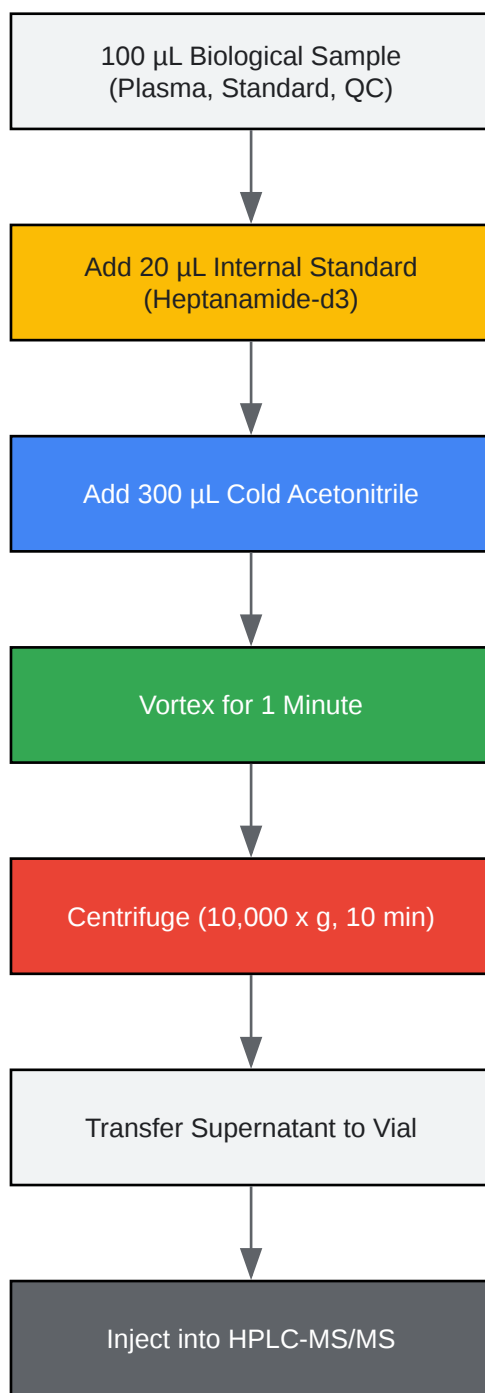 100 µL Biological Sample
(Plasma, Standard, QC)
Add 20 µL Internal Standard
(Heptanamide-d3)
Add 300 µL Cold Acetonitrile
Vortex for 1 Minute
Centrifuge (10,000 x g, 10 min)
Transfer Supernatant to Vial
Inject into HPLC-MS/MS